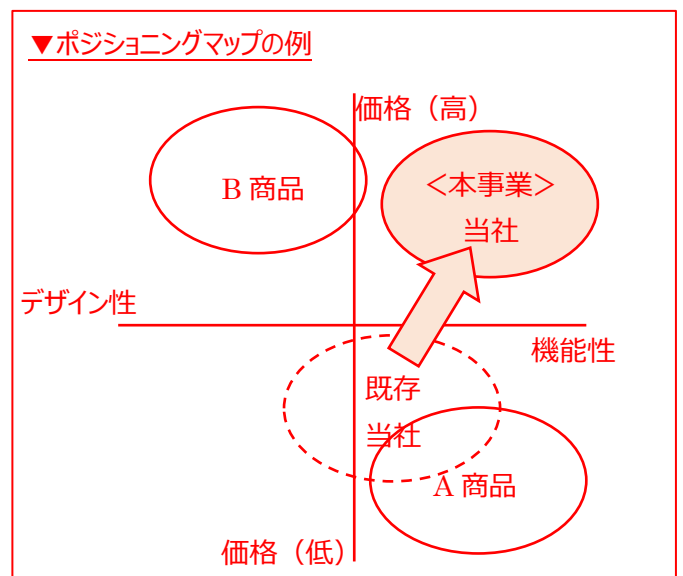 ▼ポジショニングマップの例
価格（高）
B 商品
＜本事業＞
当社
デザイン性
機能性
既存
当社
A 商品
価格（低）